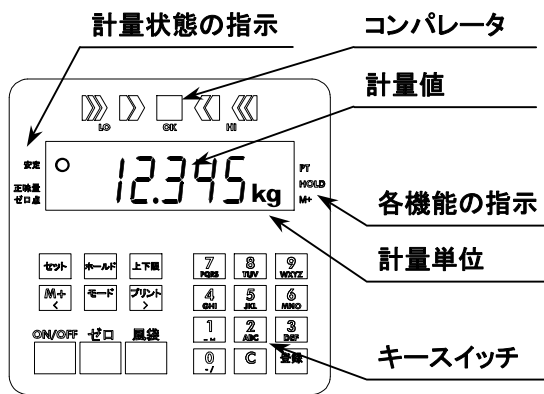 計量状態の指示
コンパレータ
計量値
LO
OK
HI
安定
12.395kg
正味量
ゼロ点
PT
HOLD
M+
各機能の指示
計量単位
セット
ホールド
上下限
M+
<
モード
プリント
>
ON/OFF
ゼロ
風袋
7
PQRS
8
TUV
9
WXYZ
4
GHI
5
JKL
6
MNO
1
2
ABC
3
DEF
0
-/
C
登録
キースイッチ